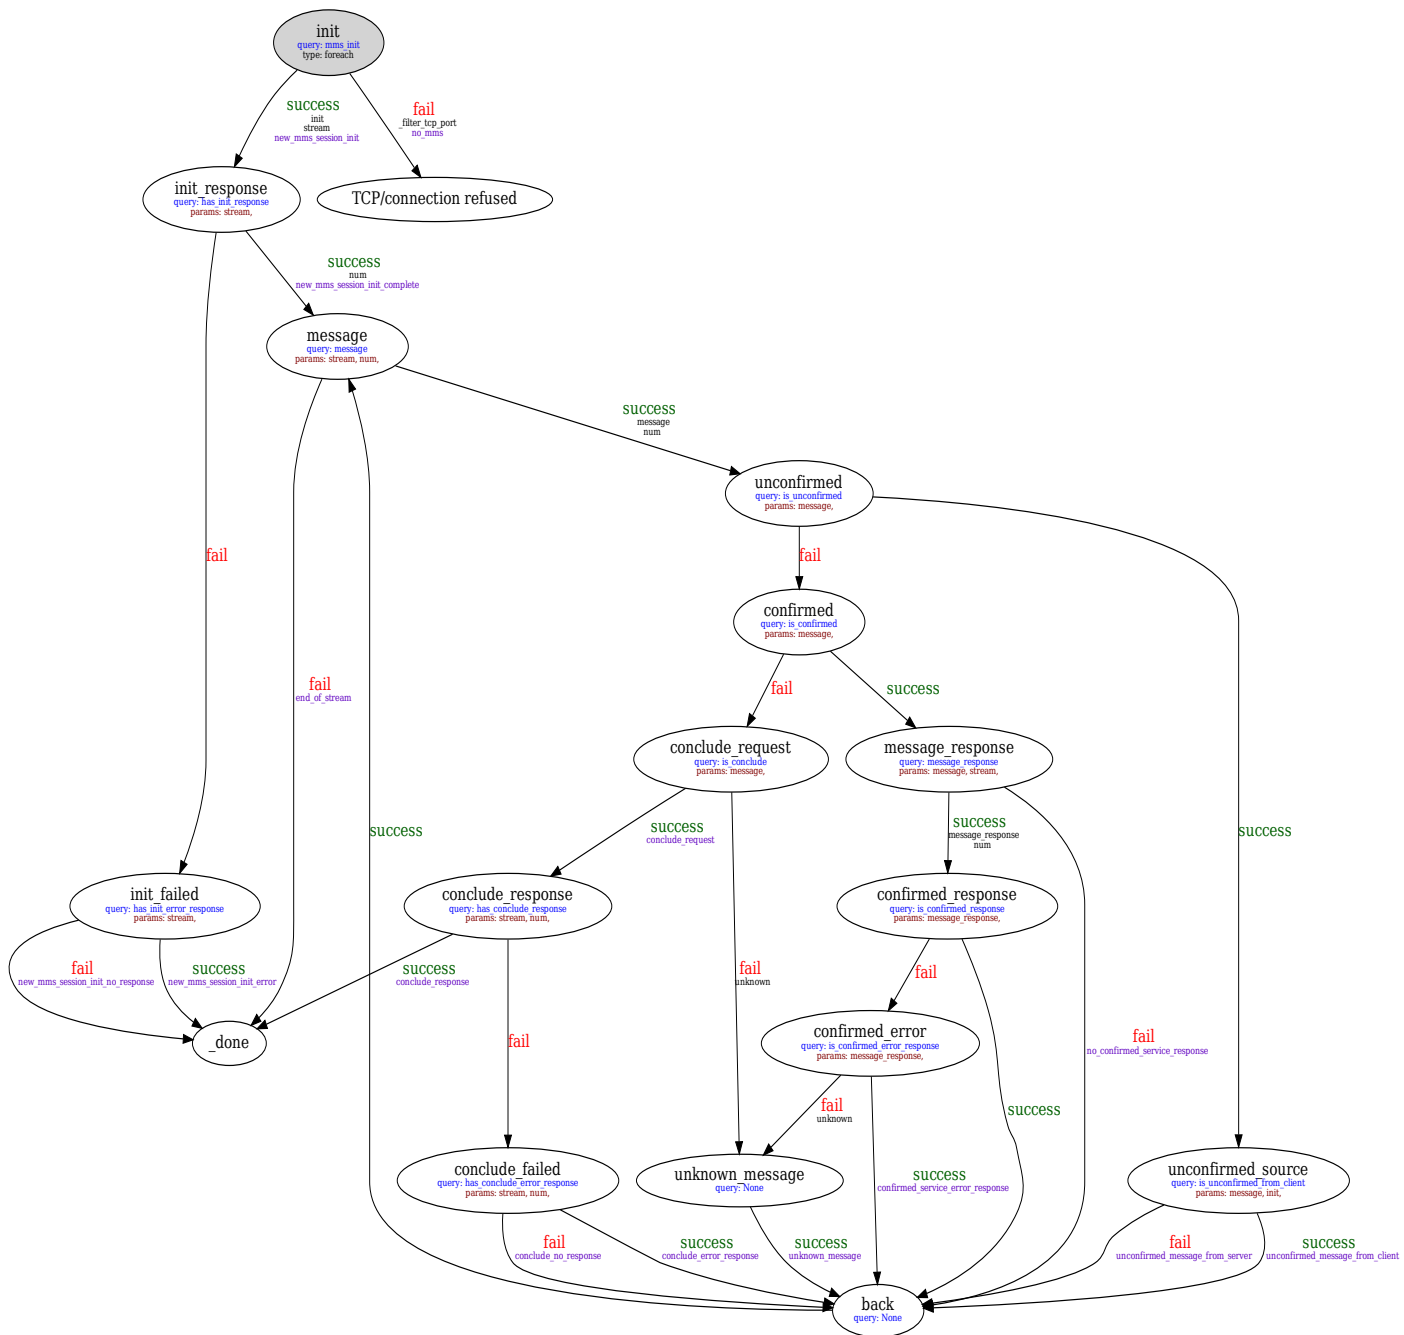 init
query: mms_init
type: foreach
success
init
stream
new_mms_session_init
fail
_filter_tcp_port
no_mms
init_response
query: has_init_response
params: stream,
TCP/connection refused
success
num
new_mms_session_init_complete
message
query: message
params: stream, num,
success
message
num
unconfirmed
query: is_unconfirmed
params: message,
fail
fail
confirmed
query: is_confirmed
params: message,
fail
end_of_stream
fail
success
conclude_request
query: is_conclude
params: message,
message_response
query: message_response
params: message, stream,
success
success
conclude_request
success
message_response
num
success
init_failed
query: has_init_error_response
params: stream,
conclude_response
query: has_conclude_response
params: stream, num,
confirmed_response
query: is_confirmed_response
params: message_response,
fail
new_mms_session_init_no_response
success
new_mms_session_init_error
success
conclude_response
fail
unknown
fail
_done
fail
confirmed_error
query: is_confirmed_error_response
params: message_response,
fail
no_confirmed_service_response
fail
unknown
success
conclude_failed
query: has_conclude_error_response
params: stream, num,
unknown_message
query: None
success
confirmed_service_error_response
unconfirmed_source
query: is_unconfirmed_from_client
params: message, init,
fail
conclude_no_response
success
conclude_error_response
success
unknown_message
fail
unconfirmed_message_from_server
success
unconfirmed_message_from_client
back
query: None